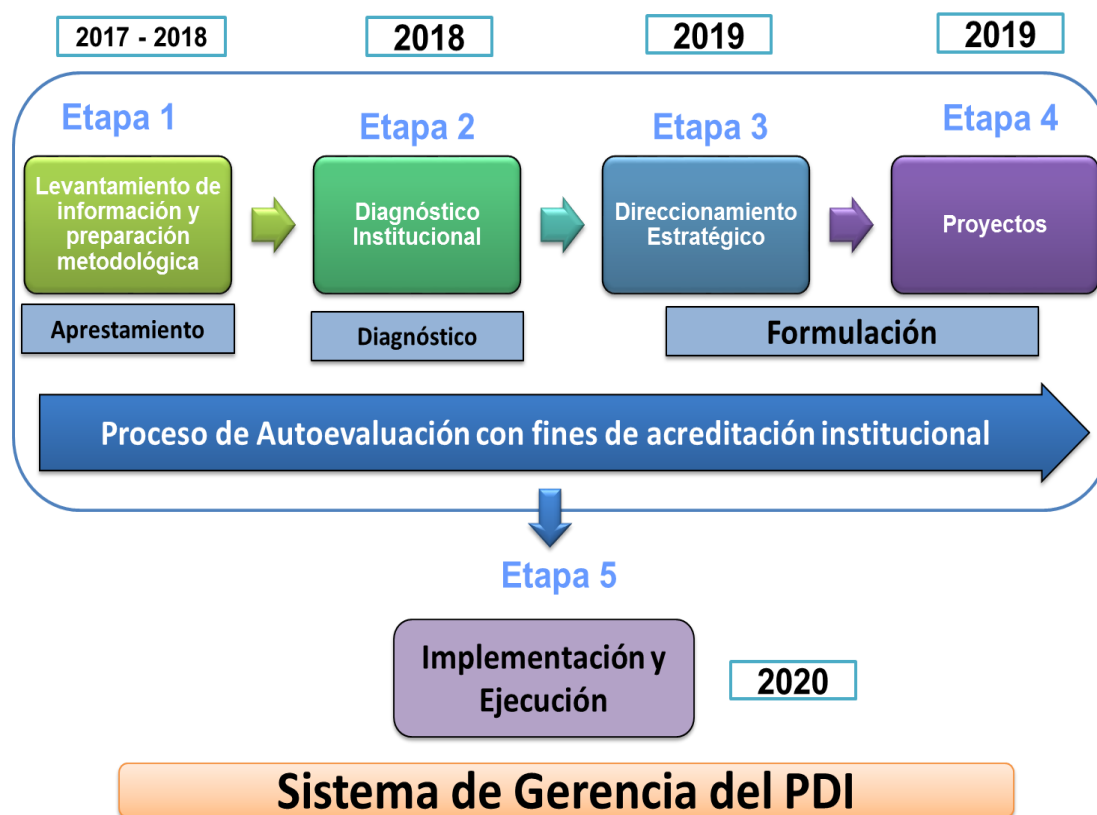 2017 - 2018
2018
2019
2019
Etapa 1
Etapa 2
Etapa 3
Etapa 4
Levantamiento de
información y
preparación
metodológica
Diagnóstico
Institucional
Direccionamiento
Estratégico
Proyectos
Aprestamiento
Diagnóstico
Formulación
Proceso de Autoevaluación con fines de acreditación institucional
Etapa 5
Implementación y
Ejecución
2020
Sistema de Gerencia del PDI